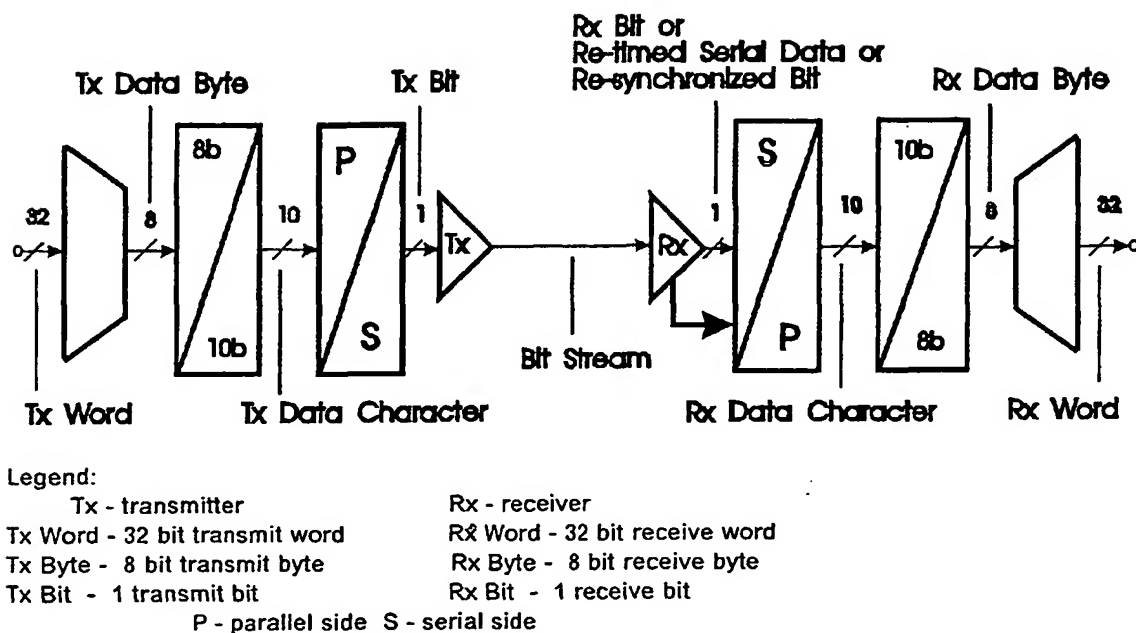 Rx Bit or
Re-timed Serial Data or
Re-synchronized Bit
Tx Data Byte
Tx Bit
Rx Data Byte
8b
P
S
10b
32
8
10
1
1
10
8
32
Tx
Rx
10b
S
P
8b
Bit Stream
Tx Word
Tx Data Character
Rx Data Character
Rx Word
Legend:
Tx - transmitter
Rx - receiver
Tx Word - 32 bit transmit word
Rx Word - 32 bit receive word
Tx Byte - 8 bit transmit byte
Rx Byte - 8 bit receive byte
Tx Bit - 1 transmit bit
Rx Bit - 1 receive bit
P - parallel side S - serial side